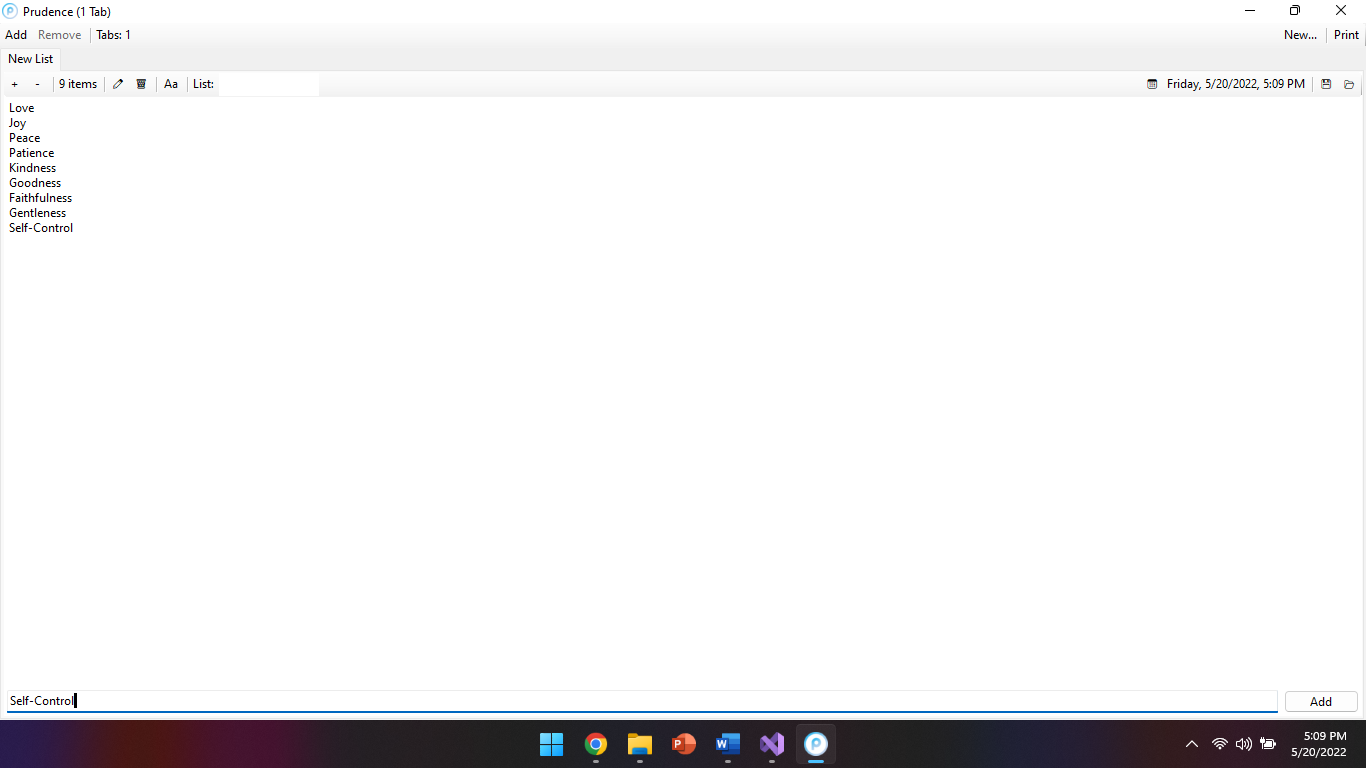 Prudence (1 Tab)
Add Remove Tabs: 1 New... Print
New List
+ - 9 items Aa List: Friday, 5/20/2022, 5:09 PM
Love
Joy
Peace
Patience
Kindness
Goodness
Faithfulness
Gentleness
Self-Control
Self-Control Add
5:09 PM
5/20/2022